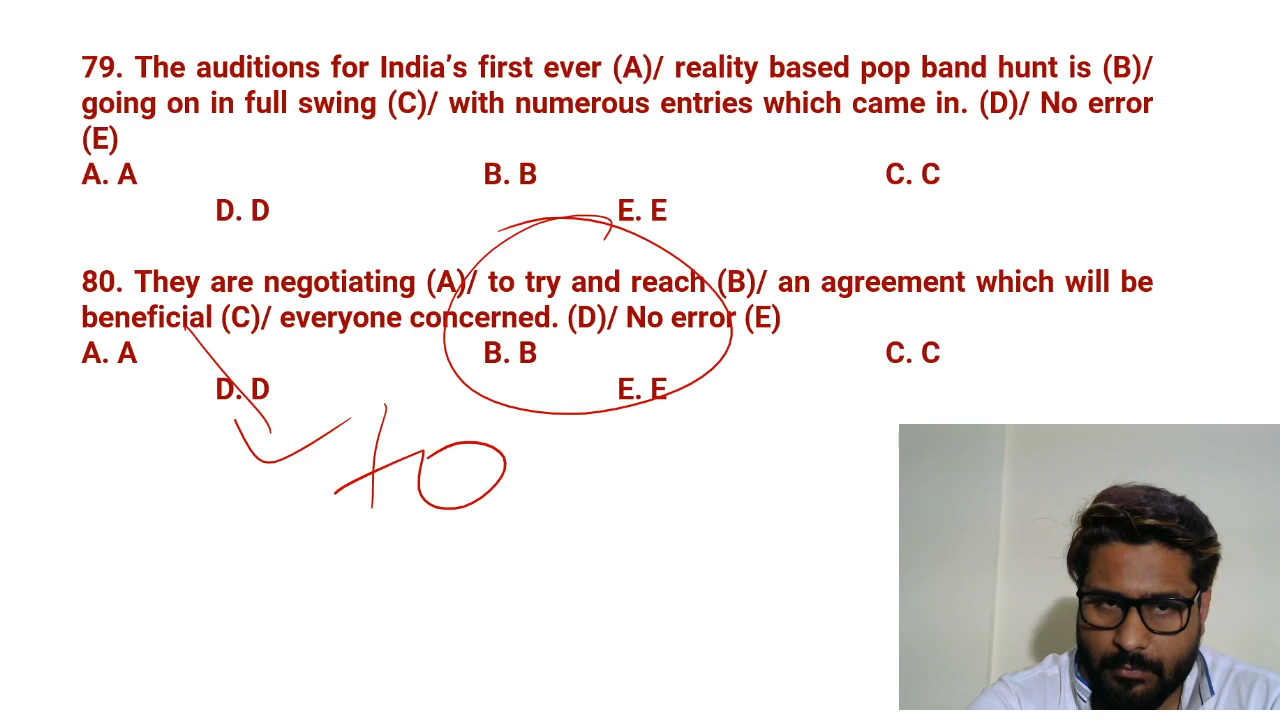 79. The auditions for India’s first ever (A)/ reality based pop band hunt is (B)/
going on in full swing (C)/ with numerous entries which came in. (D)/ No error
(E)
A. A B. B C. C
D. D E. E
80. They are negotiating (A)/ to try and reach (B)/ an agreement which will be
beneficial (C)/ everyone concerned. (D)/ No error (E)
A. A B. B C. C
D. D E. E
to